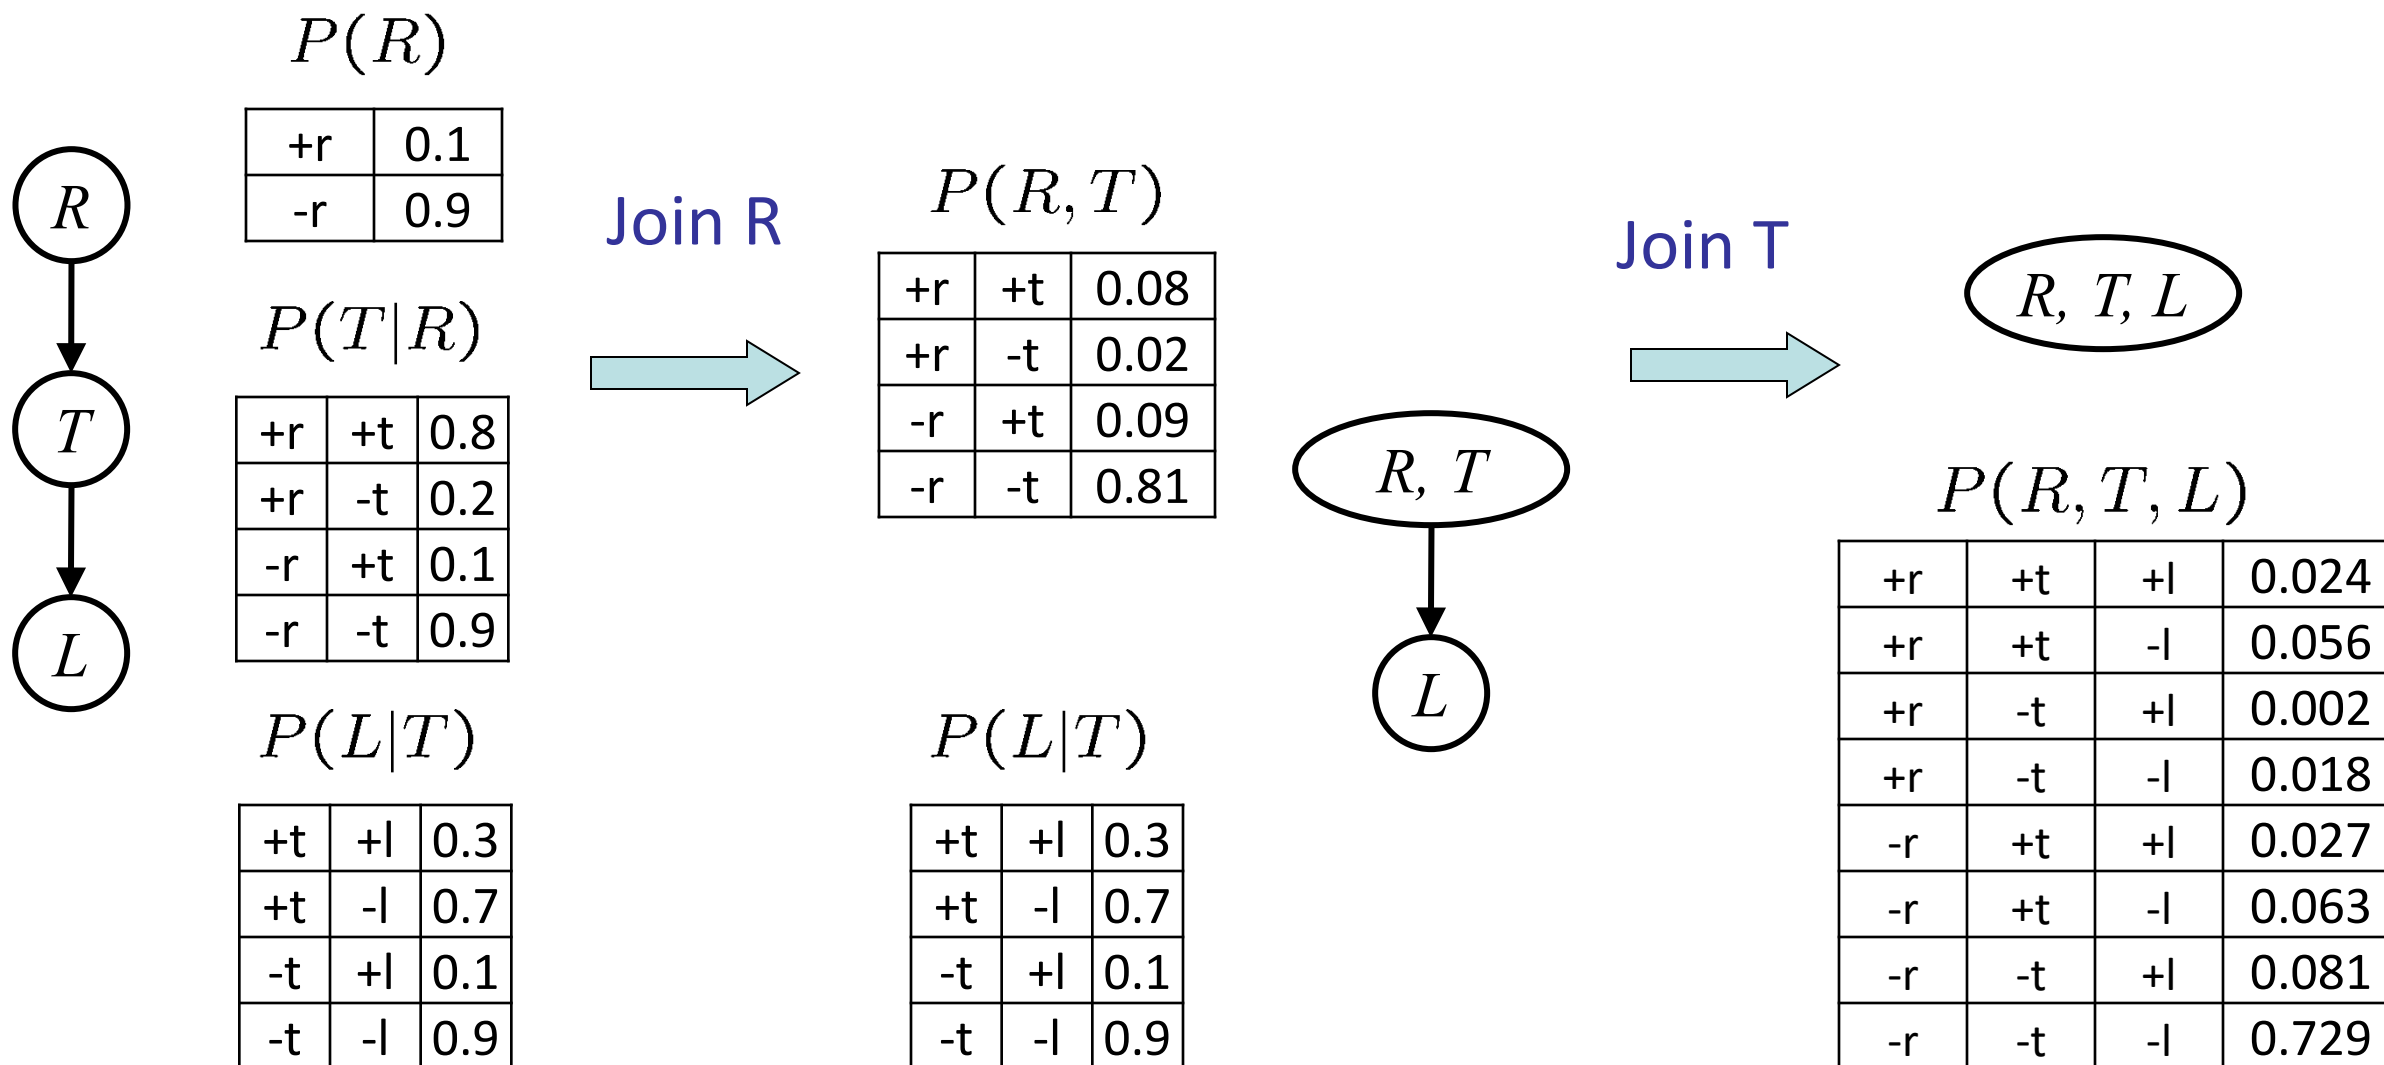 R
T
L
P(R)
+r 0.1
-r 0.9
P(T|R)
+r +t 0.8
+r -t 0.2
-r +t 0.1
-r -t 0.9
P(L|T)
+t +l 0.3
+t -l 0.7
-t +l 0.1
-t -l 0.9
Join R
P(R, T)
+r +t 0.08
+r -t 0.02
-r +t 0.09
-r -t 0.81
P(L|T)
+t +l 0.3
+t -l 0.7
-t +l 0.1
-t -l 0.9
R, T
L
Join T
R, T, L
P(R, T, L)
+r +t +l 0.024
+r +t -l 0.056
+r -t +l 0.002
+r -t -l 0.018
-r +t +l 0.027
-r +t -l 0.063
-r -t +l 0.081
-r -t -l 0.729